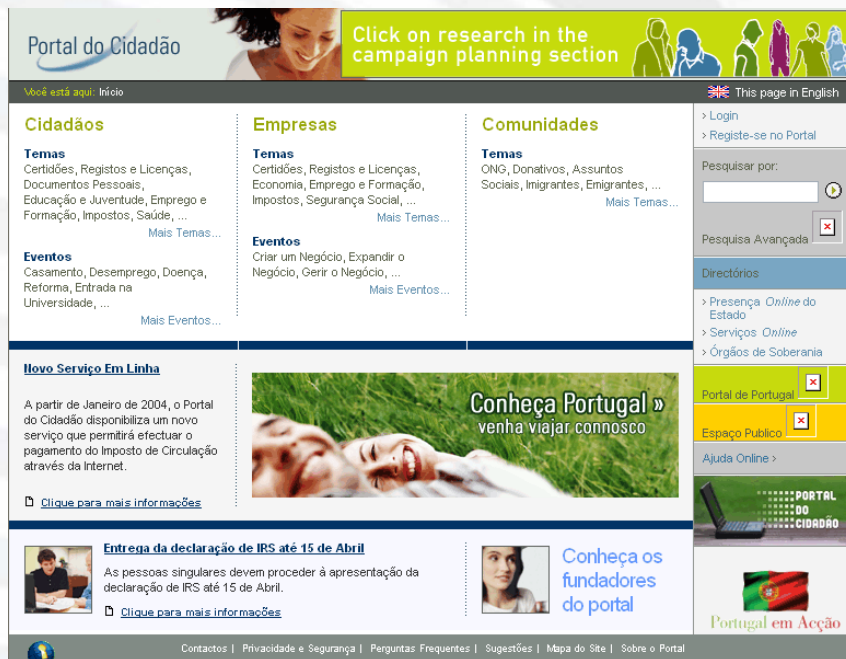 Portal do Cidadão
Click on research in the
campaign planning section
Você está aqui: Início
This page in English
Cidadãos
Temas
Certidões, Registos e Licenças,
Documentos Pessoais,
Educação e Juventude, Emprego e
Formação, Impostos, Saúde, ...
Mais Temas...
Eventos
Casamento, Desemprego, Doença,
Reforma, Entrada na
Universidade, ...
Mais Eventos...
Empresas
Temas
Certidões, Registos e Licenças,
Economia, Emprego e Formação,
Impostos, Segurança Social, ...
Mais Temas...
Eventos
Criar um Negócio, Expandir o
Negócio, Gerir o Negócio, ...
Mais Eventos...
Comunidades
Temas
ONG, Donativos, Assuntos
Sociais, Imigrantes, Emigrantes, ...
Mais Temas...
> Login
> Registe-se no Portal
Pesquisar por:
Pesquisa Avançada
Directórios
> Presença Online do
Estado
> Serviços Online
> Órgãos de Soberania
Portal de Portugal
Espaço Publico
Ajuda Online >
PORTAL
DO
CIDADÃO
Portugal em Acção
Novo Serviço Em Linha
A partir de Janeiro de 2004, o Portal
do Cidadão disponibiliza um novo
serviço que permitirá efectuar o
pagamento do Imposto de Circulação
através da Internet.
Clique para mais informações
Conheça Portugal »
venha viajar connosco
Entrega da declaração de IRS até 15 de Abril
As pessoas singulares devem proceder à apresentação da
declaração de IRS até 15 de Abril.
Clique para mais informações
Conheça os
fundadores
do portal
Contactos | Privacidade e Segurança | Perguntas Frequentes | Sugestões | Mapa do Site | Sobre o Portal